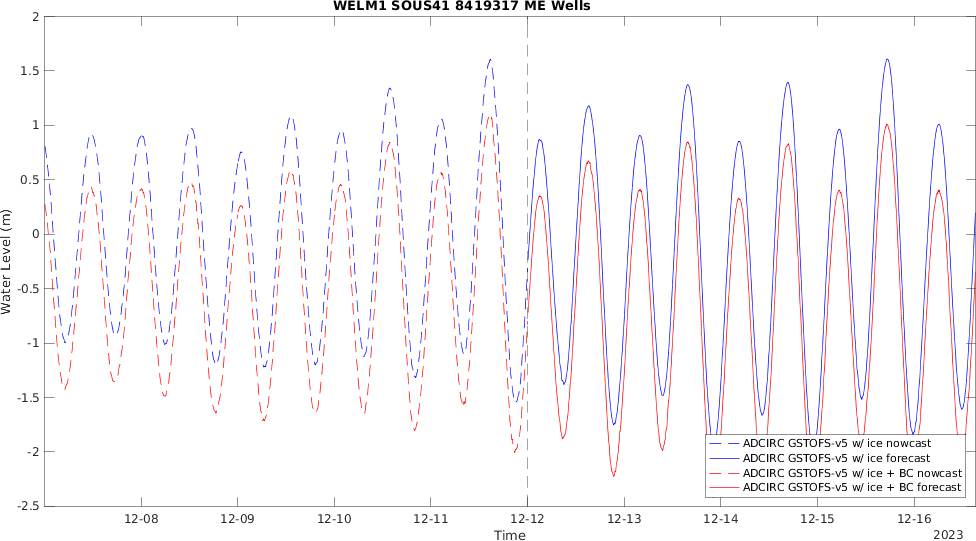 WELM1 SOUS41 8419317 ME Wells
2
1.5
1
0.5
0
-0.5
-1
-1.5
-2
-2.5
Water Level (m)
ADCIRC GSTOFS-v5 w/ ice nowcast
ADCIRC GSTOFS-v5 w/ ice forecast
ADCIRC GSTOFS-v5 w/ ice + BC nowcast
ADCIRC GSTOFS-v5 w/ ice + BC forecast
12-08 12-09 12-10 12-11 12-12 12-13 12-14 12-15 12-16
Time
2023